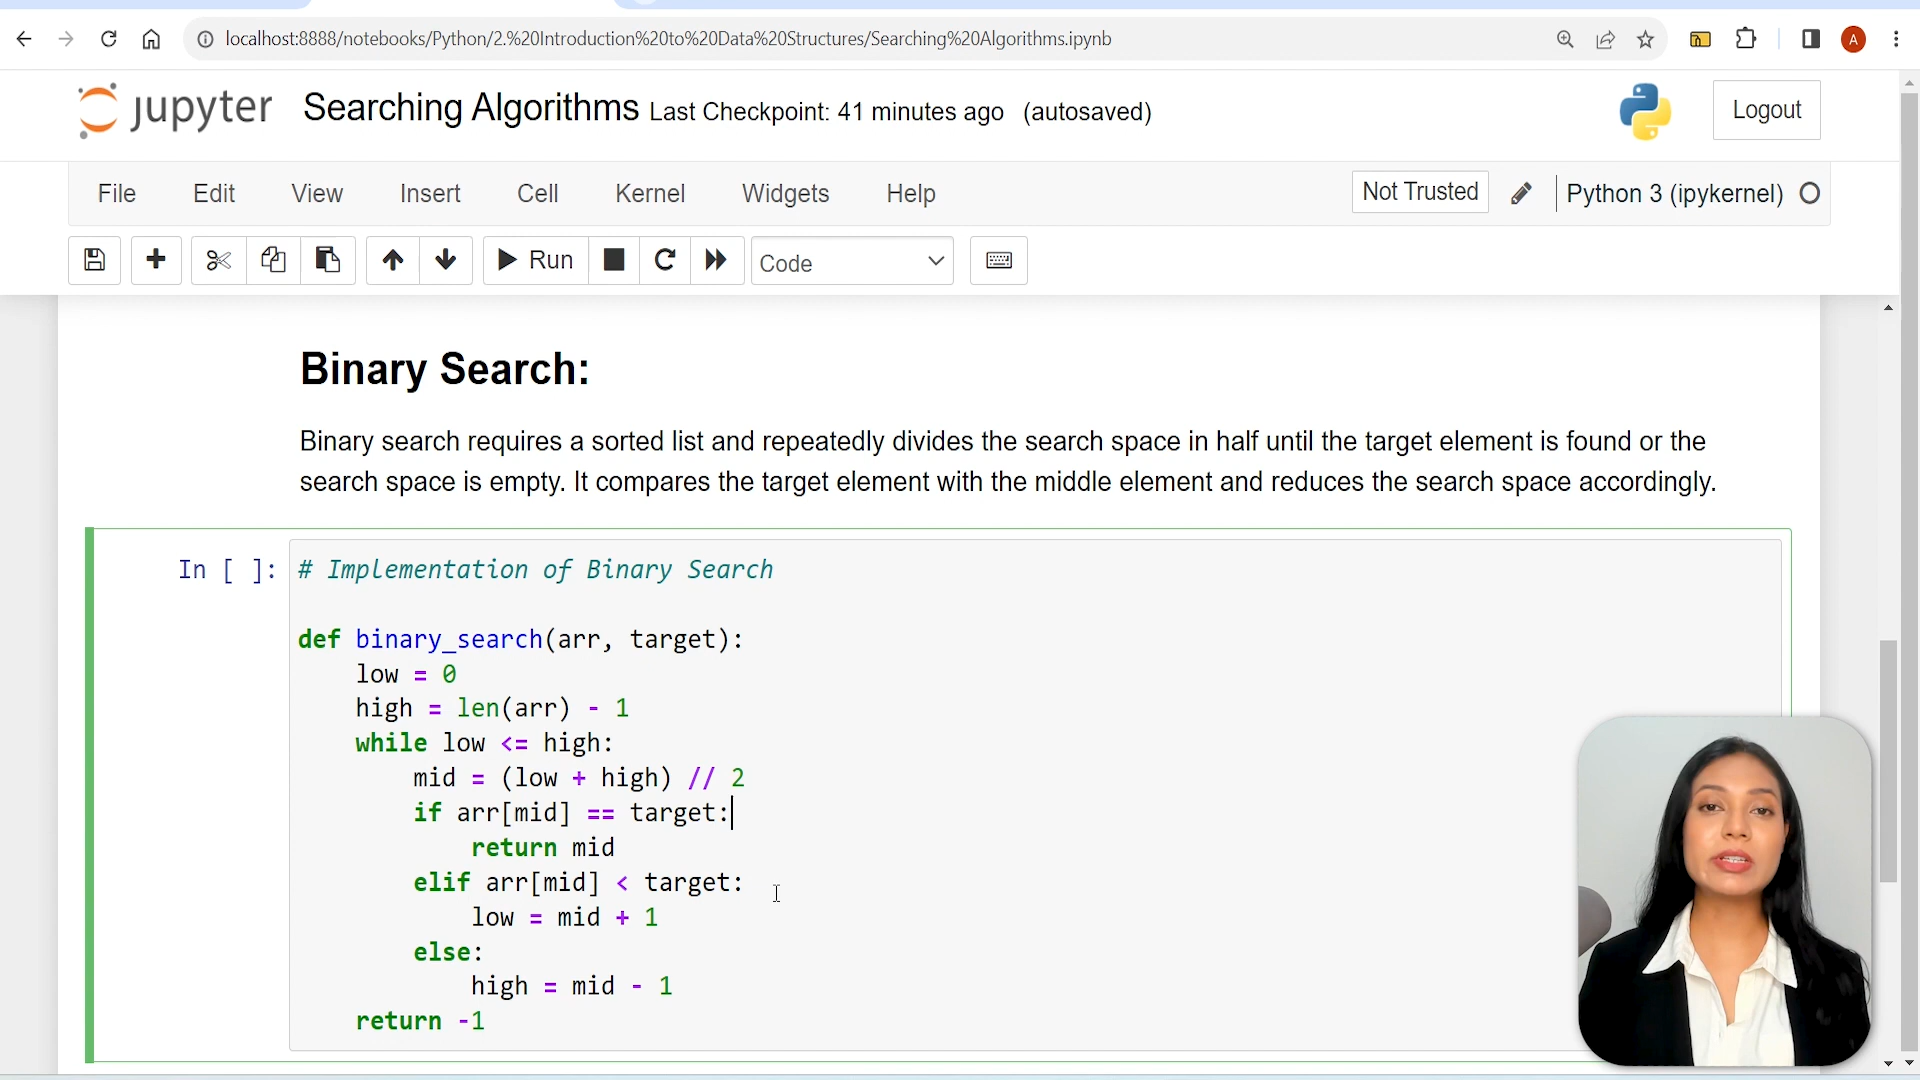 localhost:8888/notebooks/Python/2.%20Introduction%20to%20Data%20Structures/Searching%20Algorithms.ipynb
A
jupyter Searching Algorithms Last Checkpoint: 41 minutes ago (autosaved)
Logout
File Edit View Insert Cell Kernel Widgets Help
Not Trusted
Python 3 (ipykernel)
Run
Code
Binary Search:
Binary search requires a sorted list and repeatedly divides the search space in half until the target element is found or the
search space is empty. It compares the target element with the middle element and reduces the search space accordingly.
In [ ]: # Implementation of Binary Search
def binary_search(arr, target):
    low = 0
    high = len(arr) - 1
    while low <= high:
        mid = (low + high) // 2
        if arr[mid] == target:
            return mid
        elif arr[mid] < target:
            low = mid + 1
        else:
            high = mid - 1
    return -1